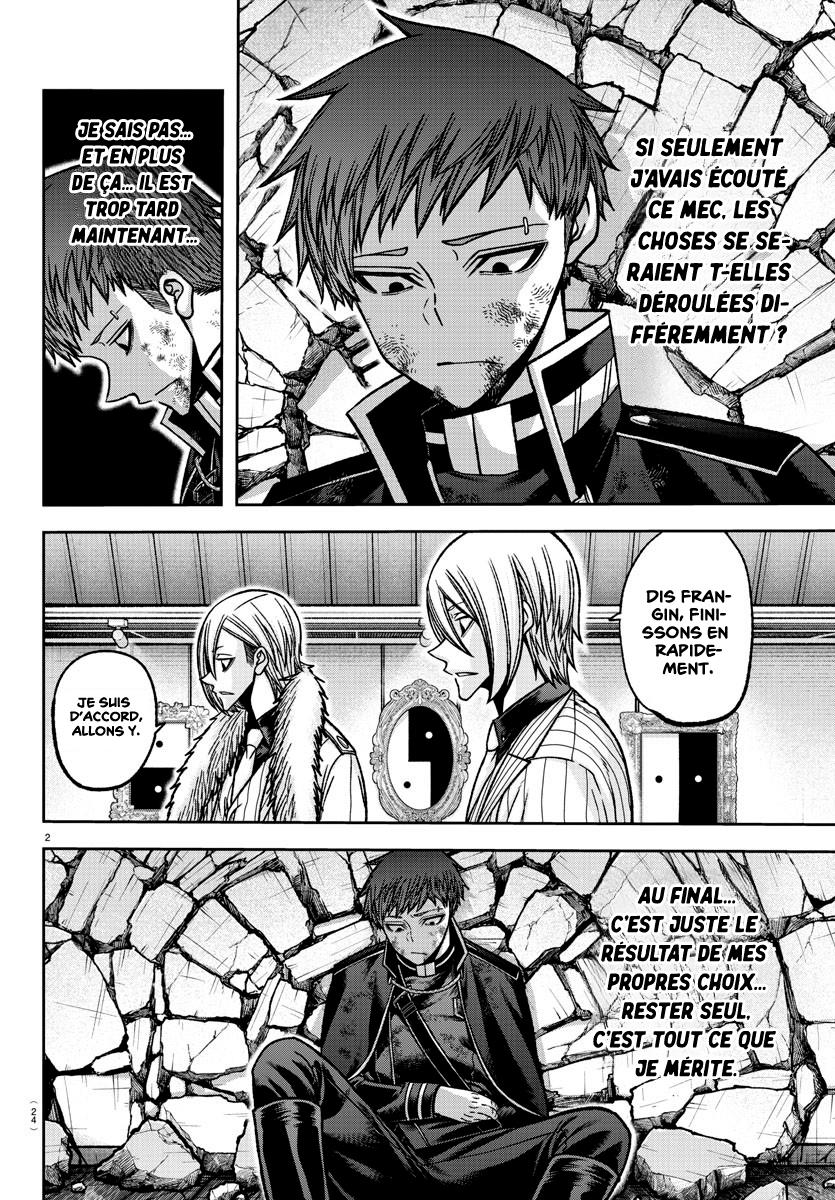 SI SEULEMENT
J'AVAIS ÉCOUTÉ
CE MEC, LES
CHOSES SE SE-
RAIENT T-ELLES
DÉROULÉES DI-
FFÉREMMENT ?
JE SAIS PAS...
ET EN PLUS
DE ÇA... IL EST
TROP TARD
MAINTENANT...
DIS FRAN-
GIN, FINI-
SSONS EN
RAPIDE-
MENT.
JE SUIS
D'ACCORD,
ALLONS Y.
2
AU FINAL...
C'EST JUSTE LE
RÉSULTAT DE MES
PROPRES CHOIX...
RESTER SEUL,
C'EST TOUT CE QUE
JE MÉRITE.
(24)